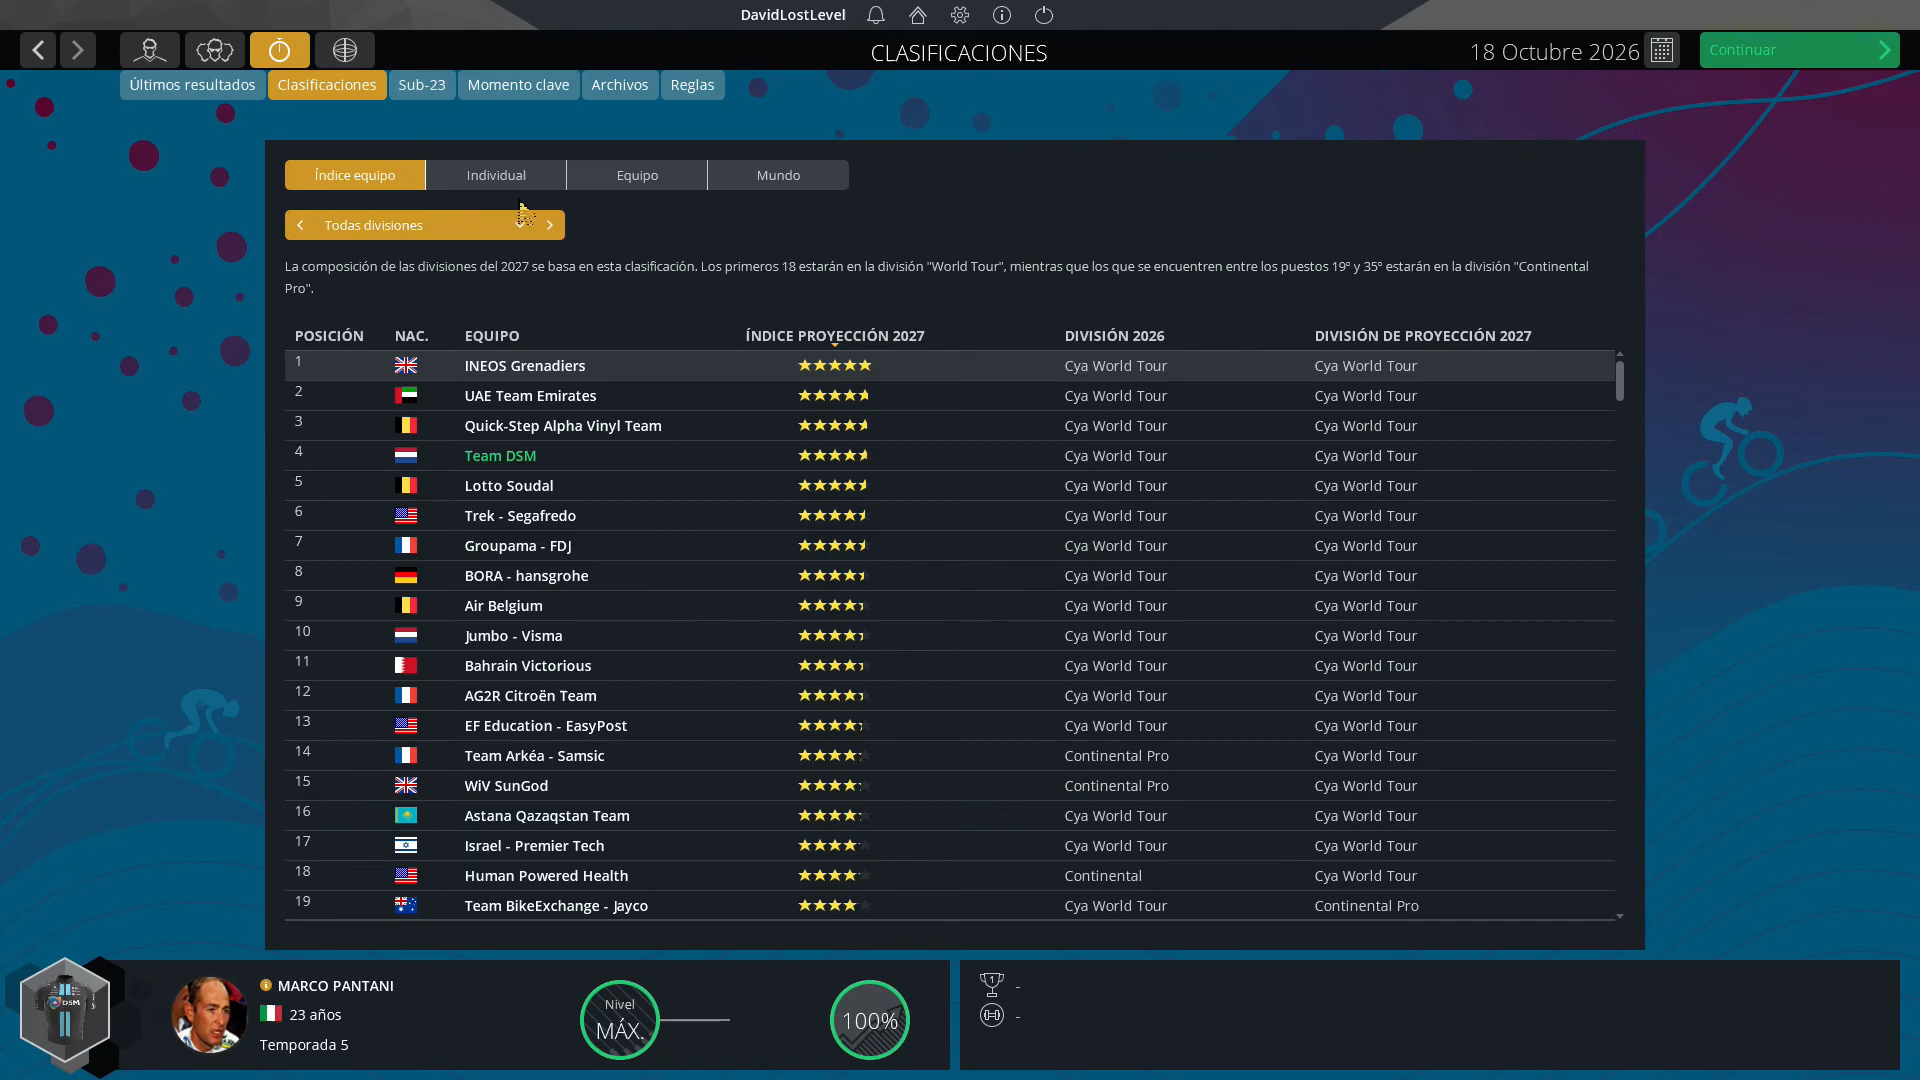 DavidLostLevel
CLASIFICACIONES
18 Octubre 2026
Continuar
Últimos resultados
Clasificaciones
Sub-23
Momento clave
Archivos
Reglas
Índice equipo
Individual
Equipo
Mundo
Todas divisiones
La composición de las divisiones del 2027 se basa en esta clasificación. Los primeros 18 estarán en la división "World Tour", mientras que los que se encuentren entre los puestos 19º y 35º estarán en la división "Continental
Pro".
POSICIÓN NAC. EQUIPO ÍNDICE PROYECCIÓN 2027 DIVISIÓN 2026 DIVISIÓN DE PROYECCIÓN 2027
1 INEOS Grenadiers Cya World Tour Cya World Tour
2 UAE Team Emirates Cya World Tour Cya World Tour
3 Quick-Step Alpha Vinyl Team Cya World Tour Cya World Tour
4 Team DSM Cya World Tour Cya World Tour
5 Lotto Soudal Cya World Tour Cya World Tour
6 Trek - Segafredo Cya World Tour Cya World Tour
7 Groupama - FDJ Cya World Tour Cya World Tour
8 BORA - hansgrohe Cya World Tour Cya World Tour
9 Air Belgium Cya World Tour Cya World Tour
10 Jumbo - Visma Cya World Tour Cya World Tour
11 Bahrain Victorious Cya World Tour Cya World Tour
12 AG2R Citroën Team Cya World Tour Cya World Tour
13 EF Education - EasyPost Cya World Tour Cya World Tour
14 Team Arkéa - Samsic Continental Pro Cya World Tour
15 WiV SunGod Continental Pro Cya World Tour
16 Astana Qazaqstan Team Cya World Tour Cya World Tour
17 Israel - Premier Tech Cya World Tour Cya World Tour
18 Human Powered Health Continental Cya World Tour
19 Team BikeExchange - Jayco Cya World Tour Continental Pro
DSM
MARCO PANTANI
23 años
Temporada 5
Nivel
MÁX.
100%
1 -
-